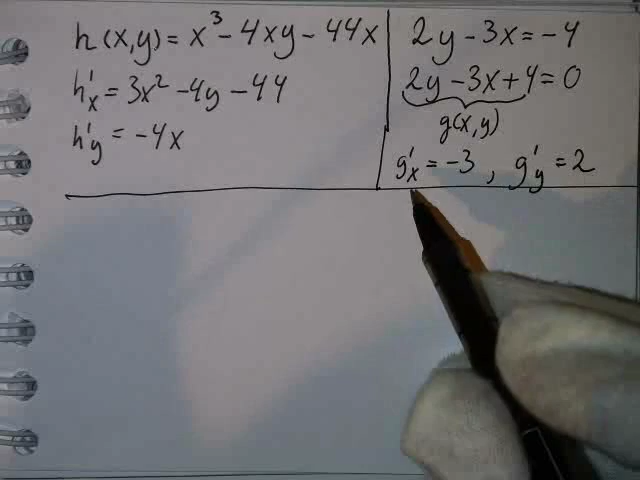 h(x,y) = x³ - 4xy - 44x
h'x = 3x² - 4y - 44
h'y = -4x
2y - 3x = -4
2y - 3x + 4 = 0
g(x,y)
g'x = -3, g'y = 2